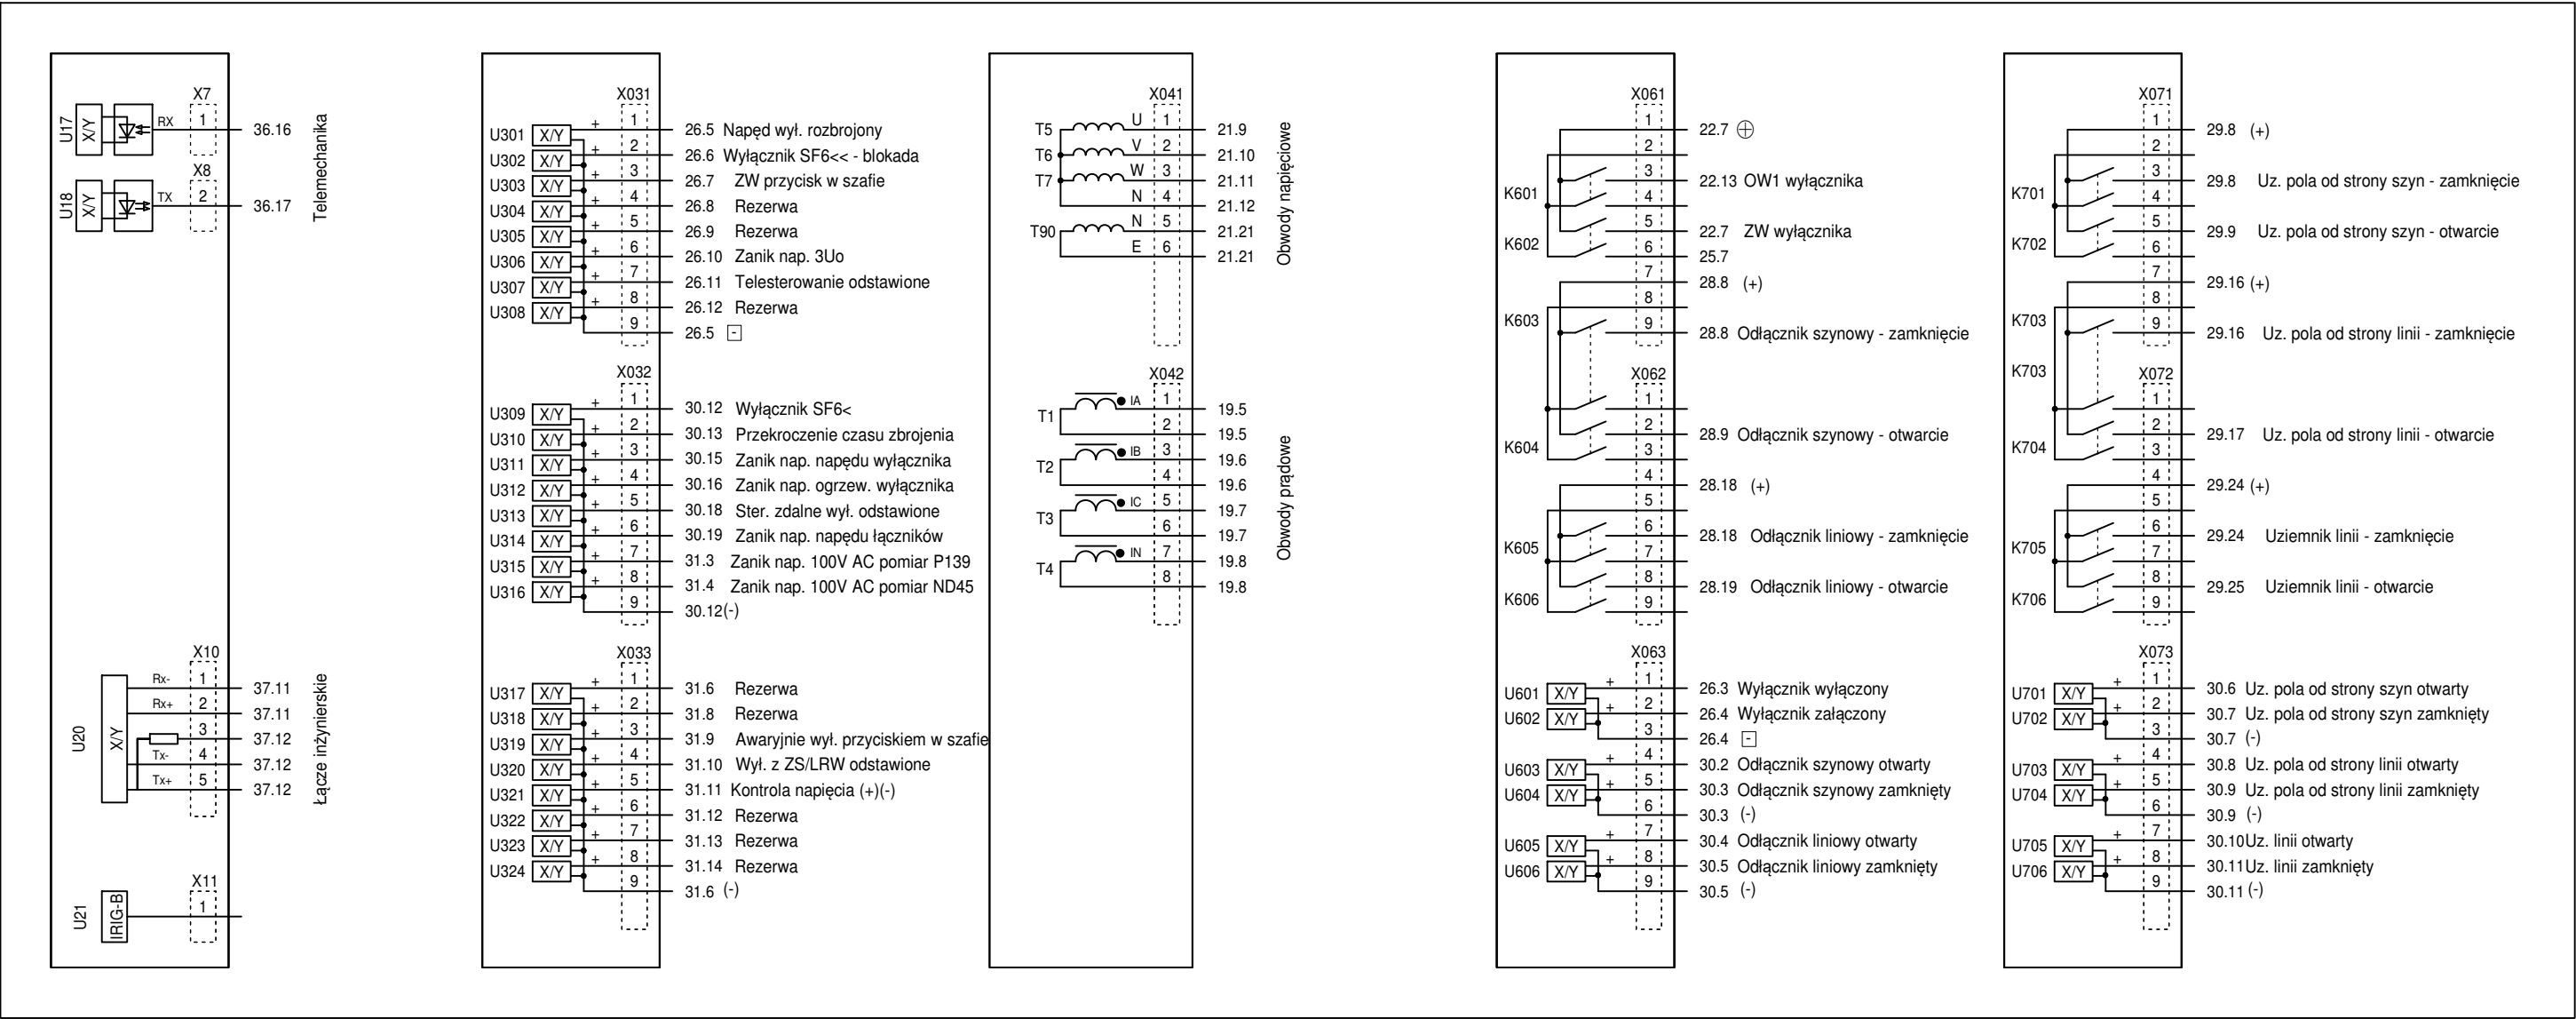 X7
U17 X/Y RX 1 36.16
X8
U18 X/Y TX 2 36.17
Telemechanika
X10
U20 X/Y
Rx- 1 37.11
Rx+ 2 37.11
3 37.12
Tx- 4 37.12
Tx+ 5 37.12
Łącze inżynierskie
X11
U21 IRIG-B 1
X031
U301 X/Y + 1 26.5 Napęd wył. rozbrojony
U302 X/Y + 2 26.6 Wyłącznik SF6<< - blokada
U303 X/Y + 3 26.7 ZW przycisk w szafie
U304 X/Y + 4 26.8 Rezerwa
U305 X/Y + 5 26.9 Rezerwa
U306 X/Y + 6 26.10 Zanik nap. 3Uo
U307 X/Y + 7 26.11 Telesterowanie odstawione
U308 X/Y + 8 26.12 Rezerwa
9 26.5 -
X032
U309 X/Y + 1 30.12 Wyłącznik SF6<
U310 X/Y + 2 30.13 Przekroczenie czasu zbrojenia
U311 X/Y + 3 30.15 Zanik nap. napędu wyłącznika
U312 X/Y + 4 30.16 Zanik nap. ogrzew. wyłącznika
U313 X/Y + 5 30.18 Ster. zdalne wył. odstawione
U314 X/Y + 6 30.19 Zanik nap. napędu łączników
U315 X/Y + 7 31.3 Zanik nap. 100V AC pomiar P139
U316 X/Y + 8 31.4 Zanik nap. 100V AC pomiar ND45
9 30.12(-)
X033
U317 X/Y + 1 31.6 Rezerwa
U318 X/Y + 2 31.8 Rezerwa
U319 X/Y + 3 31.9 Awaryjnie wył. przyciskiem w szafie
U320 X/Y + 4 31.10 Wył. z ZS/LRW odstawione
U321 X/Y + 5 31.11 Kontrola napięcia (+)(-)
U322 X/Y + 6 31.12 Rezerwa
U323 X/Y + 7 31.13 Rezerwa
U324 X/Y + 8 31.14 Rezerwa
9 31.6 (-)
X041
T5 U 1 21.9
T6 V 2 21.10
T7 W 3 21.11
N 4 21.12
T90 N 5 21.21
E 6 21.21
Obwody napięciowe
X042
T1 IA 1 19.5
2 19.5
T2 IB 3 19.6
4 19.6
T3 IC 5 19.7
6 19.7
T4 IN 7 19.8
8 19.8
Obwody prądowe
X061
1 22.7 +
2
K601 3 22.13 OW1 wyłącznika
4
5 22.7 ZW wyłącznika
K602 6 25.7
7 28.8 (+)
8
K603 9 28.8 Odłącznik szynowy - zamknięcie
X062
1
2 28.9 Odłącznik szynowy - otwarcie
K604 3
4 28.18 (+)
5
6 28.18 Odłącznik liniowy - zamknięcie
K605 7
8 28.19 Odłącznik liniowy - otwarcie
K606 9
X063
U601 X/Y + 1 26.3 Wyłącznik wyłączony
U602 X/Y + 2 26.4 Wyłącznik załączony
3 26.4 -
U603 X/Y + 4 30.2 Odłącznik szynowy otwarty
U604 X/Y + 5 30.3 Odłącznik szynowy zamknięty
6 30.3 (-)
U605 X/Y + 7 30.4 Odłącznik liniowy otwarty
U606 X/Y + 8 30.5 Odłącznik liniowy zamknięty
9 30.5 (-)
X071
1 29.8 (+)
2
K701 3 29.8 Uz. pola od strony szyn - zamknięcie
4
5 29.9 Uz. pola od strony szyn - otwarcie
K702 6
7 29.16 (+)
8
K703 9 29.16 Uz. pola od strony linii - zamknięcie
K703
X072
1
2 29.17 Uz. pola od strony linii - otwarcie
K704 3
4 29.24 (+)
5
6 29.24 Uziemnik linii - zamknięcie
K705 7
8 29.25 Uziemnik linii - otwarcie
K706 9
X073
U701 X/Y + 1 30.6 Uz. pola od strony szyn otwarty
U702 X/Y + 2 30.7 Uz. pola od strony szyn zamknięty
3 30.7 (-)
U703 X/Y + 4 30.8 Uz. pola od strony linii otwarty
U704 X/Y + 5 30.9 Uz. pola od strony linii zamknięty
6 30.9 (-)
U705 X/Y + 7 30.10Uz. linii otwarty
U706 X/Y + 8 30.11Uz. linii zamknięty
9 30.11(-)